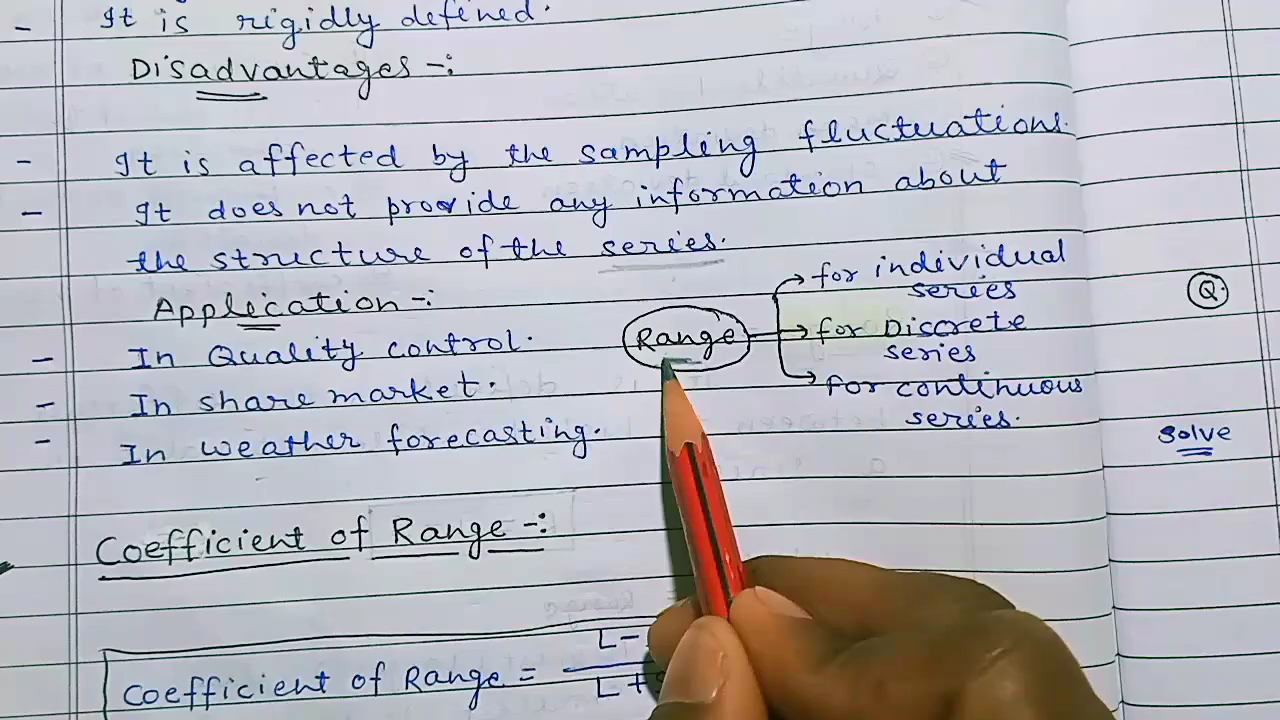 - It is rigidly defined.
Disadvantages -:
- It is affected by the sampling fluctuations.
- It does not provide any information about
the structure of the series.
Application -:
- In Quality control.
- In share market.
- In weather forecasting.
Range
for individual
series
for Discrete
series
for continuous
series.
Q.
Solve
Coefficient of Range -:
Coefficient of Range = L -
L +